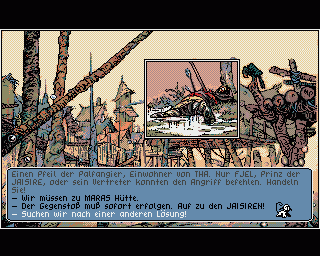 Einen Pfeil der Palfangier, Einwohner von THA. Nur FJEL, Prinz der
JAISIRE, oder sein Vertreter konnten den Angriff befehlen. Handeln
Sie!
- Wir müssen zu MARAS Hütte.
- Der Gegenstoß muß sofort erfolgen. Auf zu den JAISIREN!
- Suchen wir nach einer anderen Lösung!